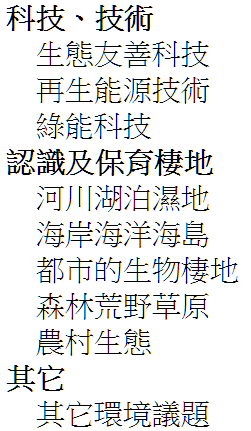 科技、技術
生態友善科技
再生能源技術
綠能科技
認識及保育棲地
河川湖泊濕地
海岸海洋海島
都市的生物棲地
森林荒野草原
農村生態
其它
其它環境議題